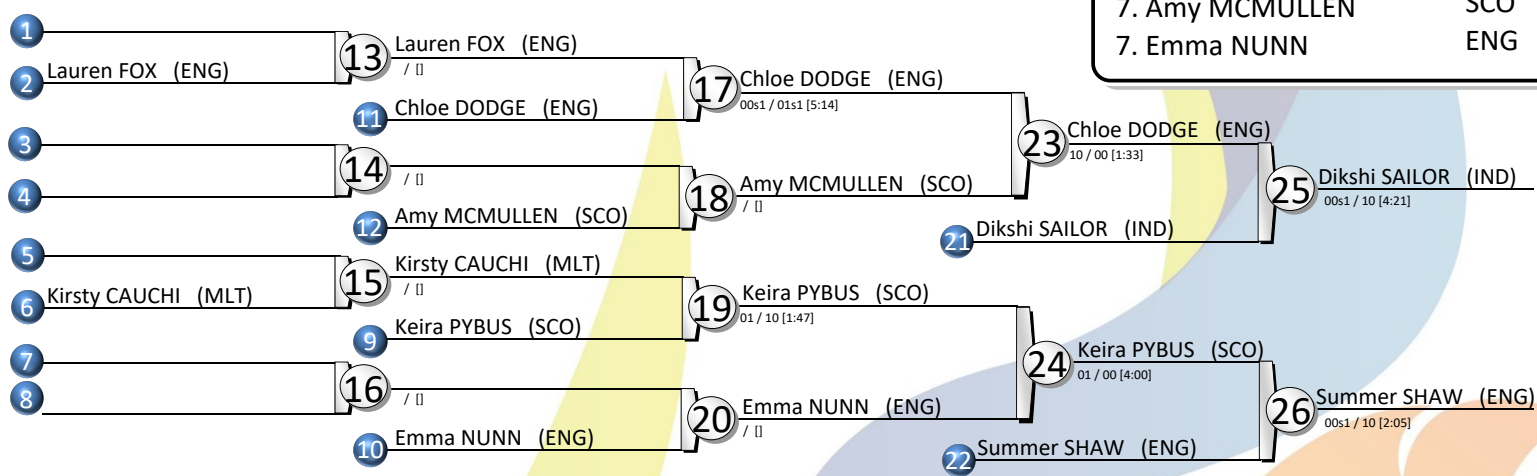 7. Amy MCMULLEN SCO
7. Emma NUNN ENG
1
2 Lauren FOX (ENG)
13 Lauren FOX (ENG)
/ []
11 Chloe DODGE (ENG)
17 Chloe DODGE (ENG)
00s1 / 01s1 [5:14]
3
4
14
/ []
12 Amy MCMULLEN (SCO)
18 Amy MCMULLEN (SCO)
/ []
23 Chloe DODGE (ENG)
10 / 00 [1:33]
21 Dikshi SAILOR (IND)
25 Dikshi SAILOR (IND)
00s1 / 10 [4:21]
5
6 Kirsty CAUCHI (MLT)
15 Kirsty CAUCHI (MLT)
/ []
9 Keira PYBUS (SCO)
19 Keira PYBUS (SCO)
01 / 10 [1:47]
7
8
16
/ []
10 Emma NUNN (ENG)
20 Emma NUNN (ENG)
/ []
24 Keira PYBUS (SCO)
01 / 00 [4:00]
22 Summer SHAW (ENG)
26 Summer SHAW (ENG)
00s1 / 10 [2:05]